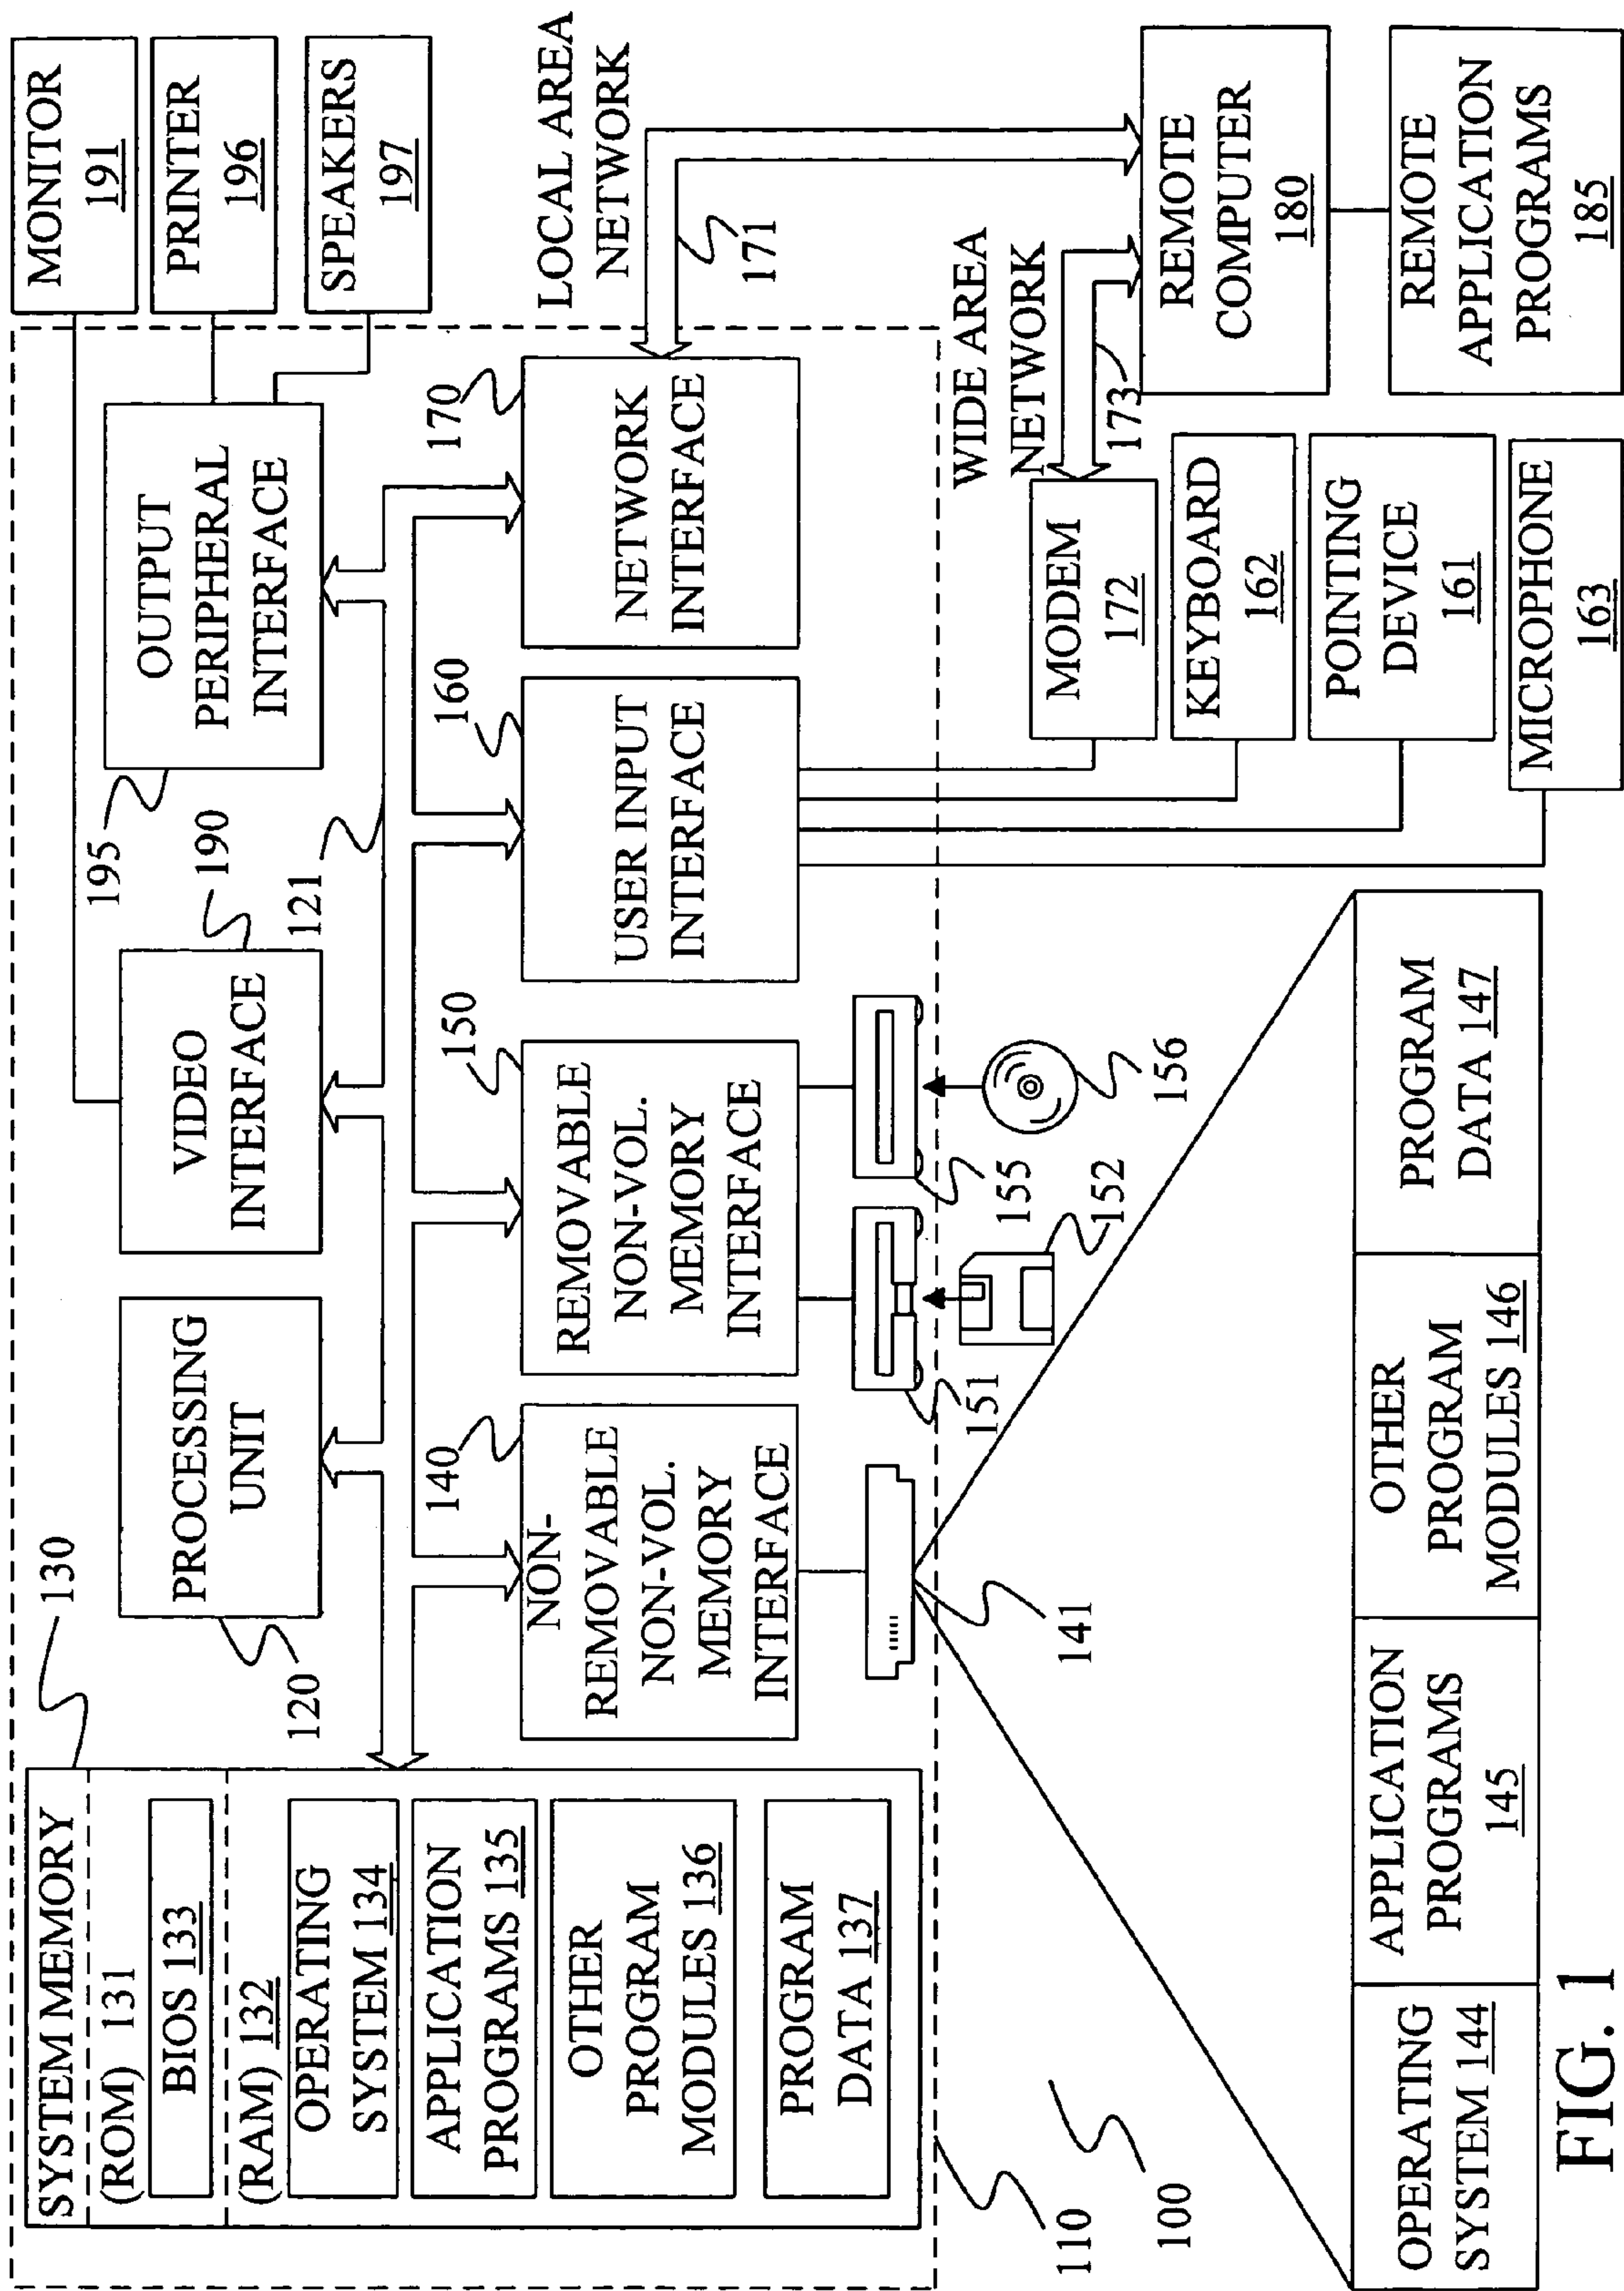 SYSTEM MEMORY
130
(ROM) 131
BIOS 133
(RAM) 132
OPERATING
SYSTEM 134
APPLICATION
PROGRAMS 135
OTHER
PROGRAM
MODULES 136
PROGRAM
DATA 137
PROCESSING
UNIT
120
VIDEO
INTERFACE
190
121
OUTPUT
PERIPHERAL
INTERFACE
195
MONITOR
191
PRINTER
196
SPEAKERS
197
140
NON-
REMOVABLE
NON-VOL.
MEMORY
INTERFACE
150
REMOVABLE
NON-VOL.
MEMORY
INTERFACE
160
USER INPUT
INTERFACE
170
NETWORK
INTERFACE
LOCAL AREA
NETWORK
171
141
151
152
155
156
WIDE AREA
NETWORK
173
MODEM
172
KEYBOARD
162
POINTING
DEVICE
161
MICROPHONE
163
REMOTE
COMPUTER
180
REMOTE
APPLICATION
PROGRAMS
185
110
100
OPERATING
SYSTEM 144
APPLICATION
PROGRAMS
145
OTHER
PROGRAM
MODULES 146
PROGRAM
DATA 147
FIG. 1